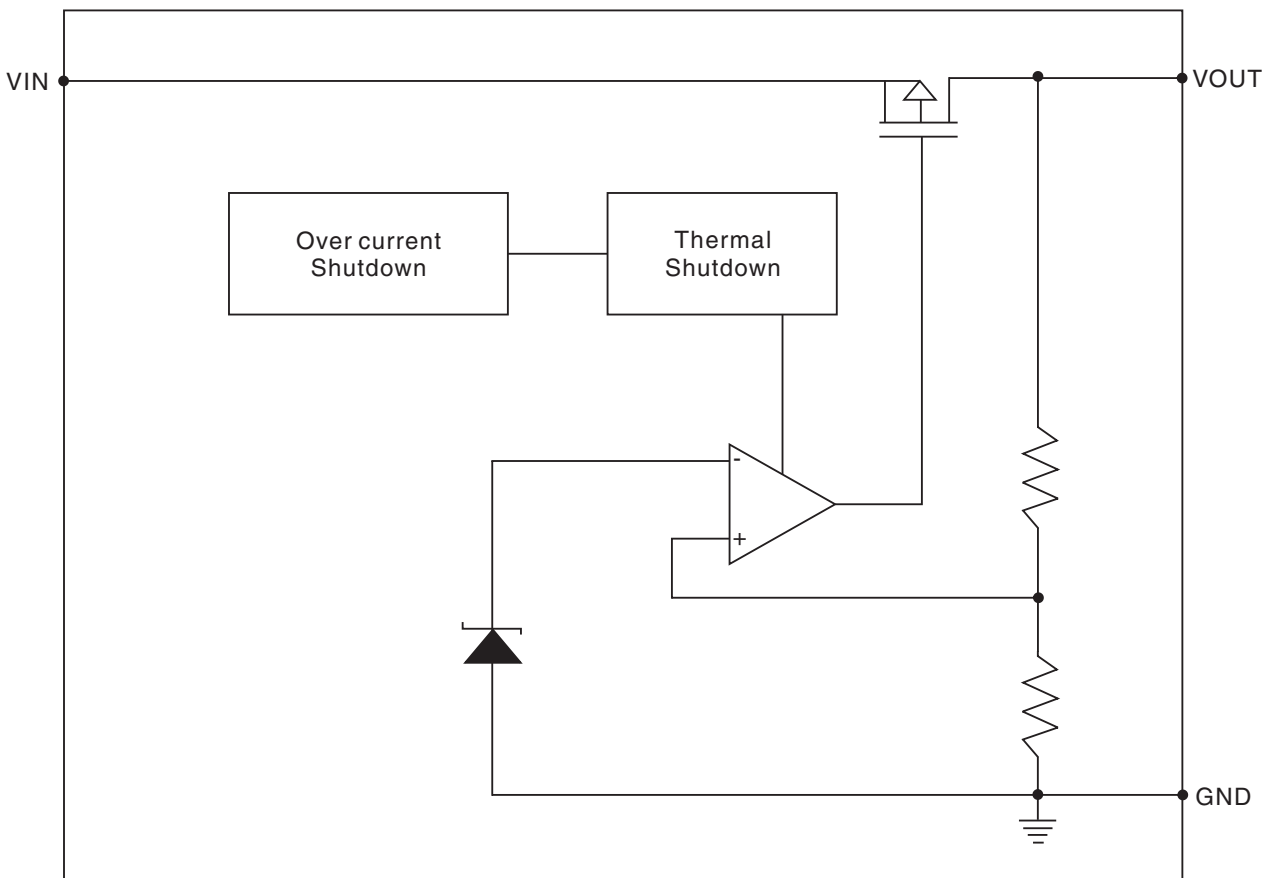 VIN
VOUT
Over current
Shutdown
Thermal
Shutdown
-
+
GND